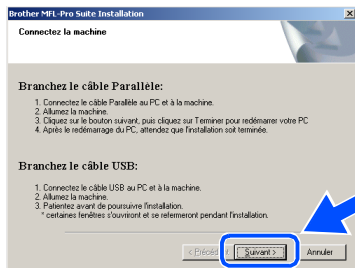 Brother MFL-Pro Suite Installation
Connectez la machine
Branchez le câble Parallèle:
1. Connectez le câble Parallèle au PC et à la machine.
2. Allumez la machine.
3. Cliquez sur le bouton suivant, puis cliquez sur Terminer pour redémarrer votre PC
4. Après le redémarrage du PC, attendez que l'installation soit terminée.
Branchez le câble USB:
1. Connectez le câble USB au PC et à la machine.
2. Allumez la machine.
3. Patientez avant de poursuivre l'installation.
* certaines fenêtres s'ouvriront et se refermeront pendant l'installation.
< Précéd Suivant > Annuler